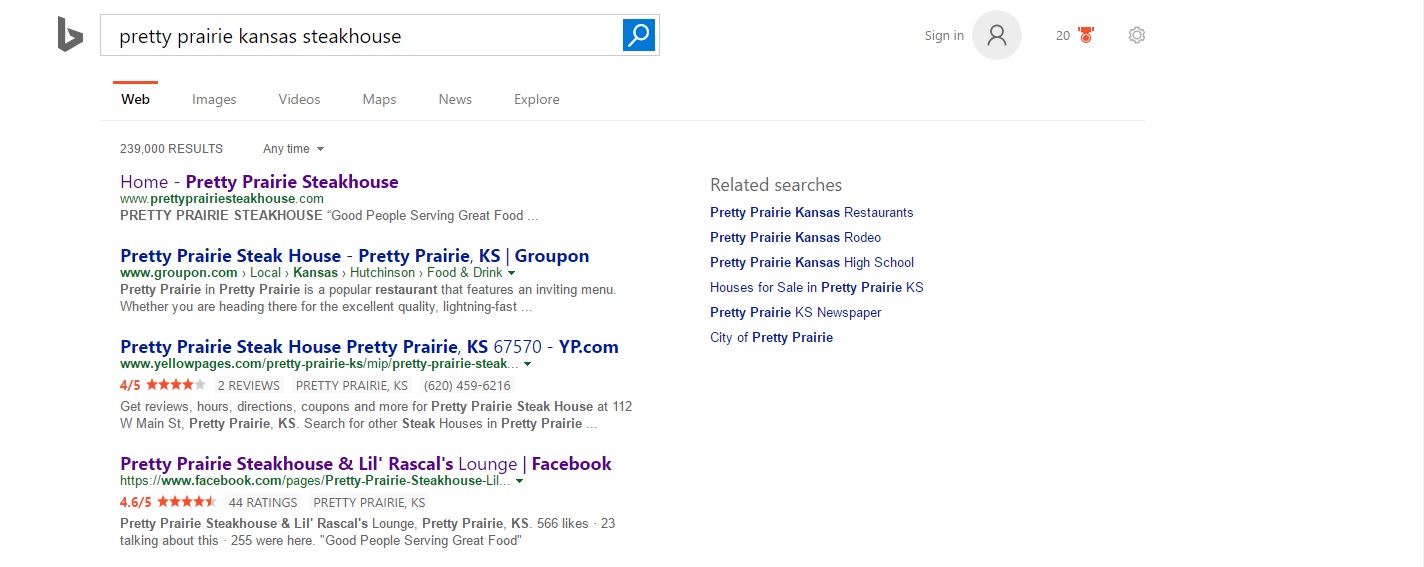 pretty prairie kansas steakhouse
Sign in
20
Web Images Videos Maps News Explore
239,000 RESULTS Any time
Home - Pretty Prairie Steakhouse
www.prettyprairiesteakhouse.com
PRETTY PRAIRIE STEAKHOUSE “Good People Serving Great Food ...
Pretty Prairie Steak House - Pretty Prairie, KS | Groupon
www.groupon.com › Local › Kansas › Hutchinson › Food & Drink
Pretty Prairie in Pretty Prairie is a popular restaurant that features an inviting menu.
Whether you are heading there for the excellent quality, lightning-fast ...
Pretty Prairie Steak House Pretty Prairie, KS 67570 - YP.com
www.yellowpages.com/pretty-prairie-ks/mip/pretty-prairie-steak...
4/5 2 REVIEWS PRETTY PRAIRIE, KS (620) 459-6216
Get reviews, hours, directions, coupons and more for Pretty Prairie Steak House at 112
W Main St, Pretty Prairie, KS. Search for other Steak Houses in Pretty Prairie ...
Pretty Prairie Steakhouse & Lil' Rascal's Lounge | Facebook
https://www.facebook.com/pages/Pretty-Prairie-Steakhouse-Lil...
4.6/5 44 RATINGS PRETTY PRAIRIE, KS
Pretty Prairie Steakhouse & Lil' Rascal's Lounge, Pretty Prairie, KS. 566 likes · 23
talking about this · 255 were here. "Good People Serving Great Food"
Related searches
Pretty Prairie Kansas Restaurants
Pretty Prairie Kansas Rodeo
Pretty Prairie Kansas High School
Houses for Sale in Pretty Prairie KS
Pretty Prairie KS Newspaper
City of Pretty Prairie